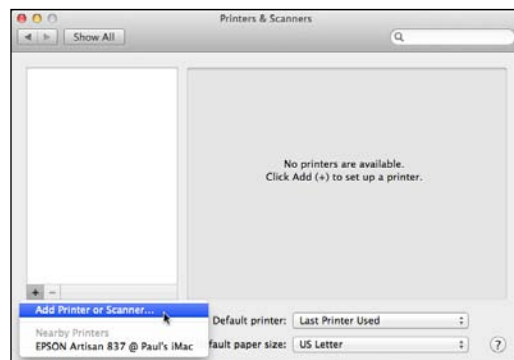 Printers & Scanners
Show All
No printers are available.
Click Add (+) to set up a printer.
+ -
Add Printer or Scanner...
Nearby Printers
EPSON Artisan 837 @ Paul's iMac
Default printer: Last Printer Used
fault paper size: US Letter
?